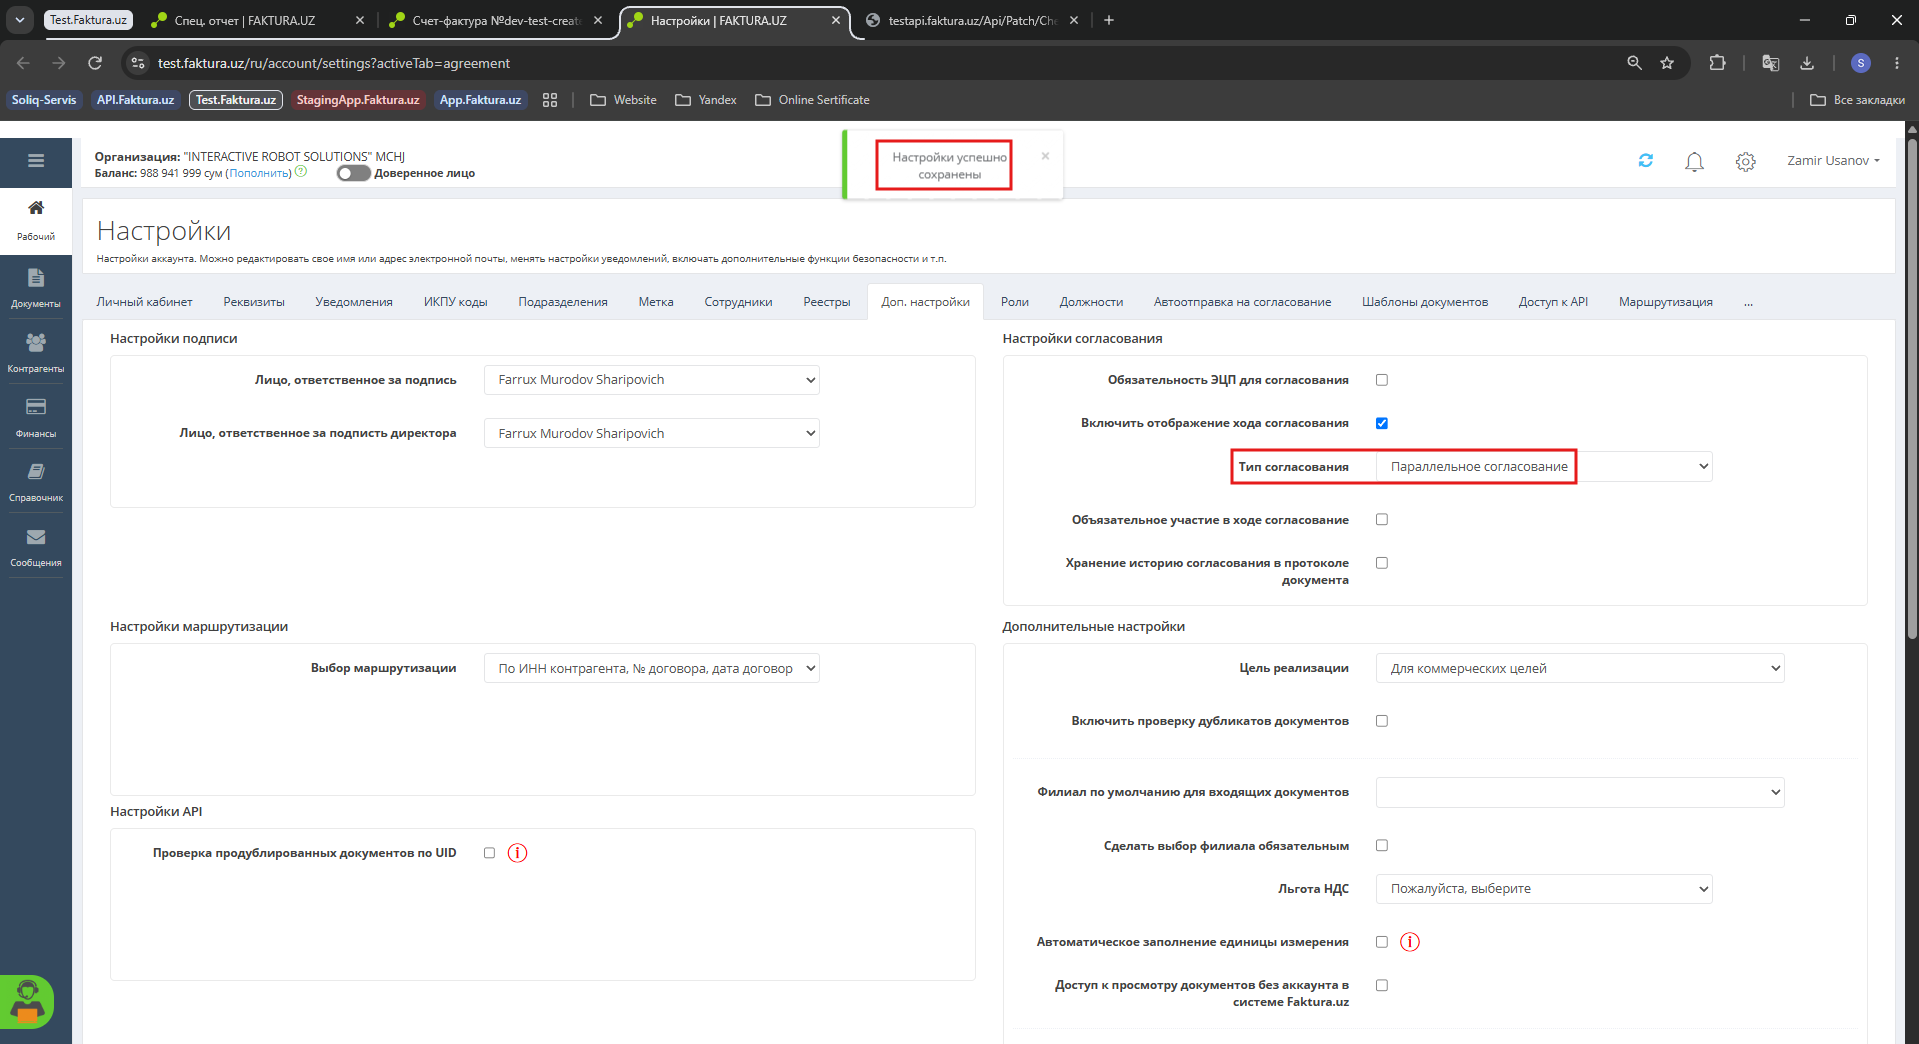 Test.Faktura.uz
Спец. отчет | FAKTURA.UZ
Счет-фактура №dev-test-creat
Настройки | FAKTURA.UZ
testapi.faktura.uz/Api/Patch/Che
test.faktura.uz/ru/account/settings?activeTab=agreement
S
Soliq-Servis
API.Faktura.uz
Test.Faktura.uz
StagingApp.Faktura.uz
App.Faktura.uz
Website
Yandex
Online Sertificate
Все закладки
Организация: "INTERACTIVE ROBOT SOLUTIONS" MCHJ
Баланс: 988 941 999 сум (Пополнить) ?
Доверенное лицо
Настройки успешно
сохранены
×
Zamir Usanov
Рабочий
Документы
Контрагенты
Финансы
Справочник
Сообщения
Настройки
Настройки аккаунта. Можно редактировать свое имя или адрес электронной почты, менять настройки уведомлений, включать дополнительные функции безопасности и т.п.
Личный кабинет
Реквизиты
Уведомления
ИКПУ коды
Подразделения
Метка
Сотрудники
Реестры
Доп. настройки
Роли
Должности
Автоотправка на согласование
Шаблоны документов
Доступ к API
Маршрутизация
...
Настройки подписи
Лицо, ответственное за подпись
Farrux Murodov Sharipovich
Лицо, ответственное за подписть директора
Farrux Murodov Sharipovich
Настройки согласования
Обязательность ЭЦП для согласования
Включить отображение хода согласования
Тип согласования
Параллельное согласование
Объязательное участие в ходе согласование
Хранение историю согласования в протоколе
документа
Настройки маршрутизации
Выбор маршрутизации
По ИНН контрагента, № договора, дата договор
Настройки API
Проверка продублированных документов по UID
i
Дополнительные настройки
Цель реализации
Для коммерческих целей
Включить проверку дубликатов документов
Филиал по умолчанию для входящих документов
Сделать выбор филиала обязательным
Льгота НДС
Пожалуйста, выберите
Автоматическое заполнение единицы измерения
i
Доступ к просмотру документов без аккаунта в
системе Faktura.uz